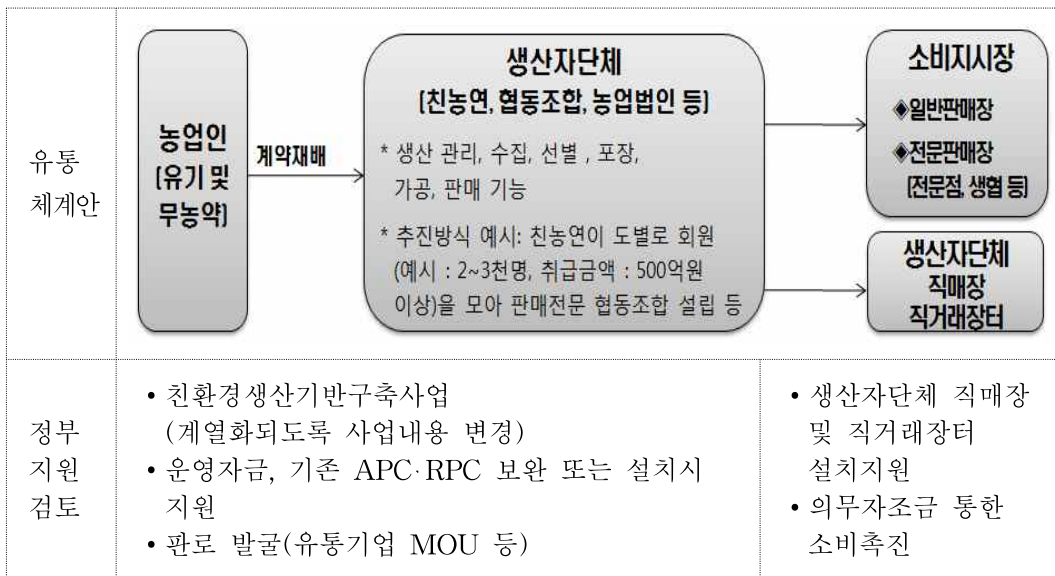 유통
체계안
농업인
(유기 및
무농약)
계약재배
생산자단체
(친농연, 협동조합, 농업법인 등)
* 생산 관리, 수집, 선별 , 포장,
가공, 판매 기능
* 추진방식 예시: 친농연이 도별로 회원
(예시 : 2~3천명, 취급금액 : 500억원
이상)을 모아 판매전문 협동조합 설립 등
소비지시장
◈일반판매장
◈전문판매장
(전문점, 생협 등)
생산자단체
직매장
직거래장터
정부
지원
검토
• 친환경생산기반구축사업
(계열화되도록 사업내용 변경)
• 운영자금, 기존 APC·RPC 보완 또는 설치시
지원
• 판로 발굴(유통기업 MOU 등)
• 생산자단체 직매장
및 직거래장터
설치지원
• 의무자조금 통한
소비촉진